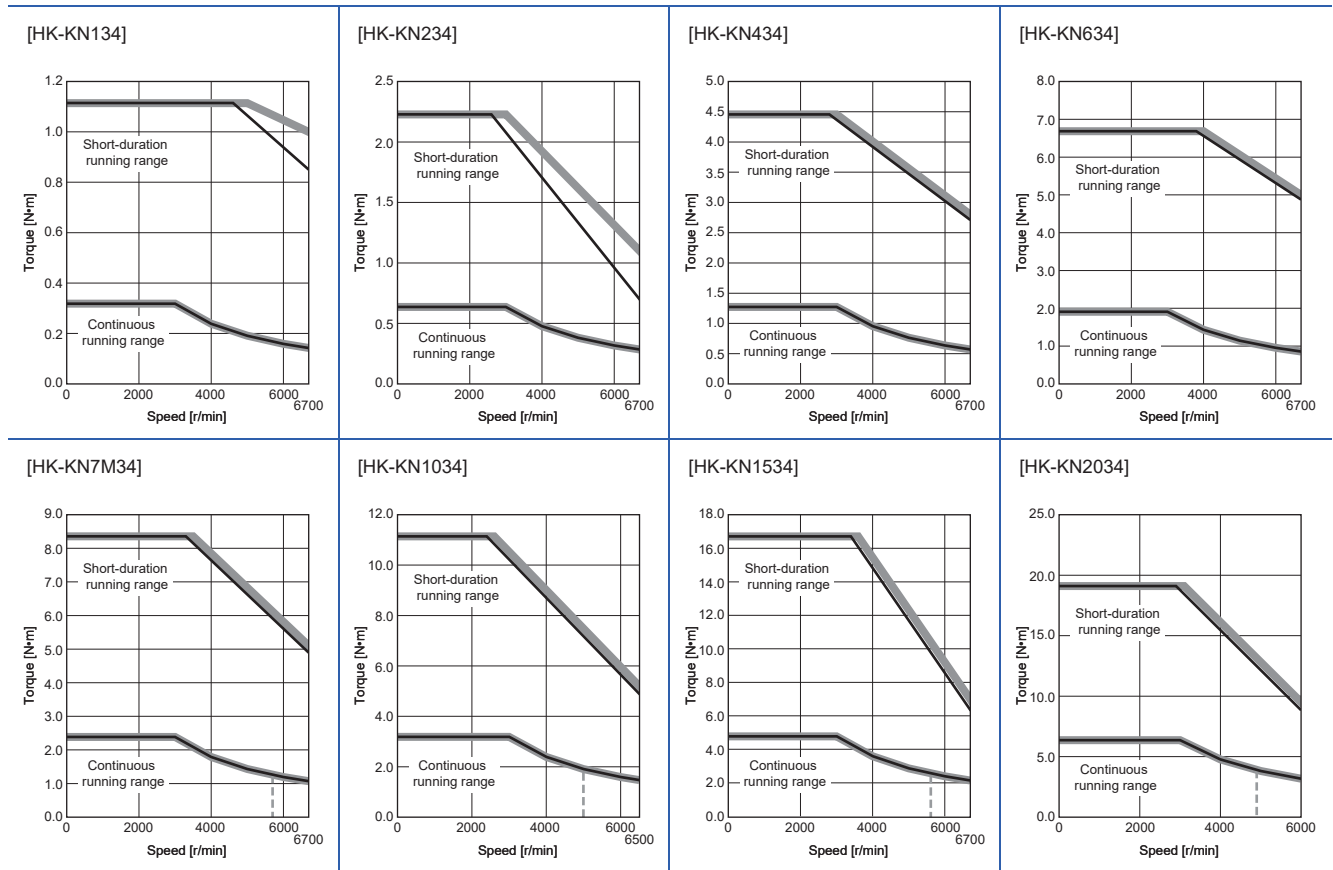 [HK-KN134]
1.2
1.0
0.8
0.6
0.4
0.2
0.0
Torque [N•m]
Short-duration
running range
Continuous
running range
0 2000 4000 6000
6700
Speed [r/min]
[HK-KN234]
2.5
2.0
1.5
1.0
0.5
0.0
Torque [N•m]
Short-duration
running range
Continuous
running range
0 2000 4000 6000
6700
Speed [r/min]
[HK-KN434]
5.0
4.5
4.0
3.5
3.0
2.5
2.0
1.5
1.0
0.5
0.0
Torque [N•m]
Short-duration
running range
Continuous
running range
0 2000 4000 6000
6700
Speed [r/min]
[HK-KN634]
8.0
7.0
6.0
5.0
4.0
3.0
2.0
1.0
0.0
Torque [N•m]
Short-duration
running range
Continuous
running range
0 2000 4000 6000
6700
Speed [r/min]
[HK-KN7M34]
9.0
8.0
7.0
6.0
5.0
4.0
3.0
2.0
1.0
0.0
Torque [N•m]
Short-duration
running range
Continuous
running range
0 2000 4000 6000
6700
Speed [r/min]
[HK-KN1034]
12.0
10.0
8.0
6.0
4.0
2.0
0.0
Torque [N•m]
Short-duration
running range
Continuous
running range
0 2000 4000 6000
6500
Speed [r/min]
[HK-KN1534]
18.0
16.0
14.0
12.0
10.0
8.0
6.0
4.0
2.0
0.0
Torque [N•m]
Short-duration
running range
Continuous
running range
0 2000 4000 6000
6700
Speed [r/min]
[HK-KN2034]
25.0
20.0
15.0
10.0
5.0
0.0
Torque [N•m]
Short-duration
running range
Continuous
running range
0 2000 4000 6000
Speed [r/min]